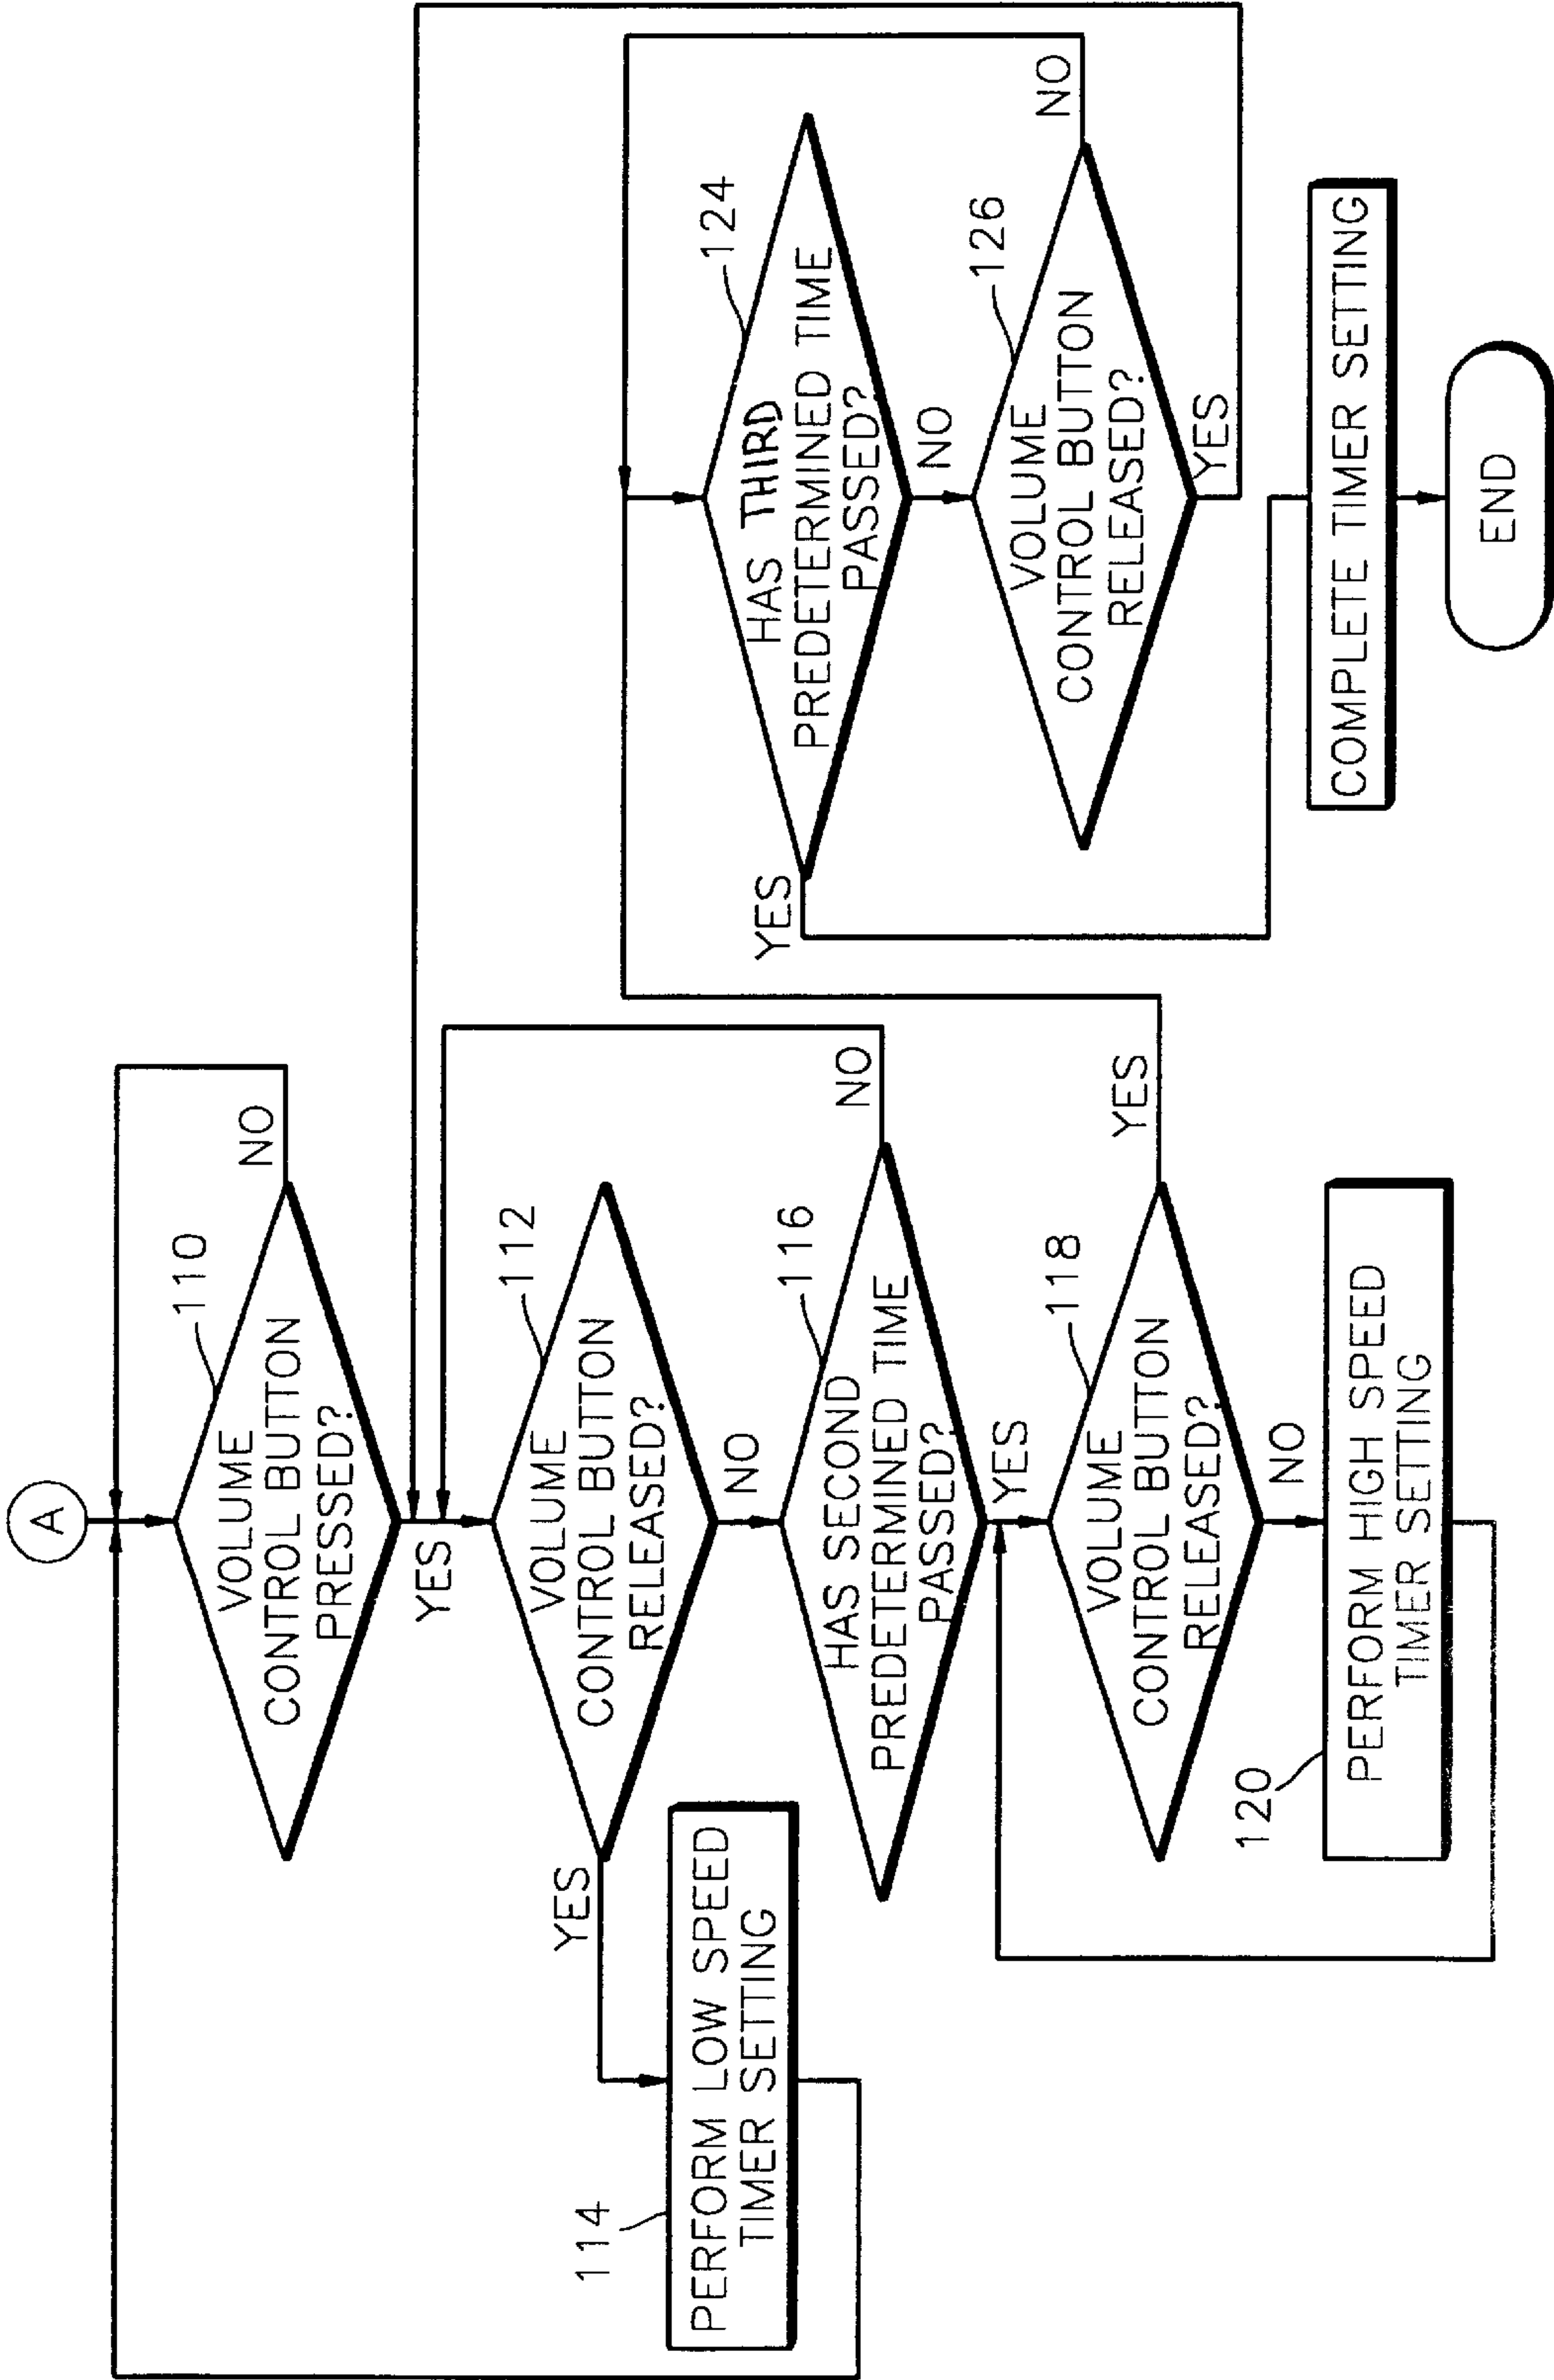 A
110
VOLUME
CONTROL BUTTON
PRESSED?
NO
YES
112
VOLUME
CONTROL BUTTON
RELEASED?
YES
NO
114
PERFORM LOW SPEED
TIMER SETTING
116
HAS SECOND
PREDETERMINED TIME
PASSED?
NO
YES
118
VOLUME
CONTROL BUTTON
RELEASED?
YES
NO
120
PERFORM HIGH SPEED
TIMER SETTING
124
HAS THIRD
PREDETERMINED TIME
PASSED?
YES
NO
126
VOLUME
CONTROL BUTTON
RELEASED?
NO
YES
COMPLETE TIMER SETTING
END